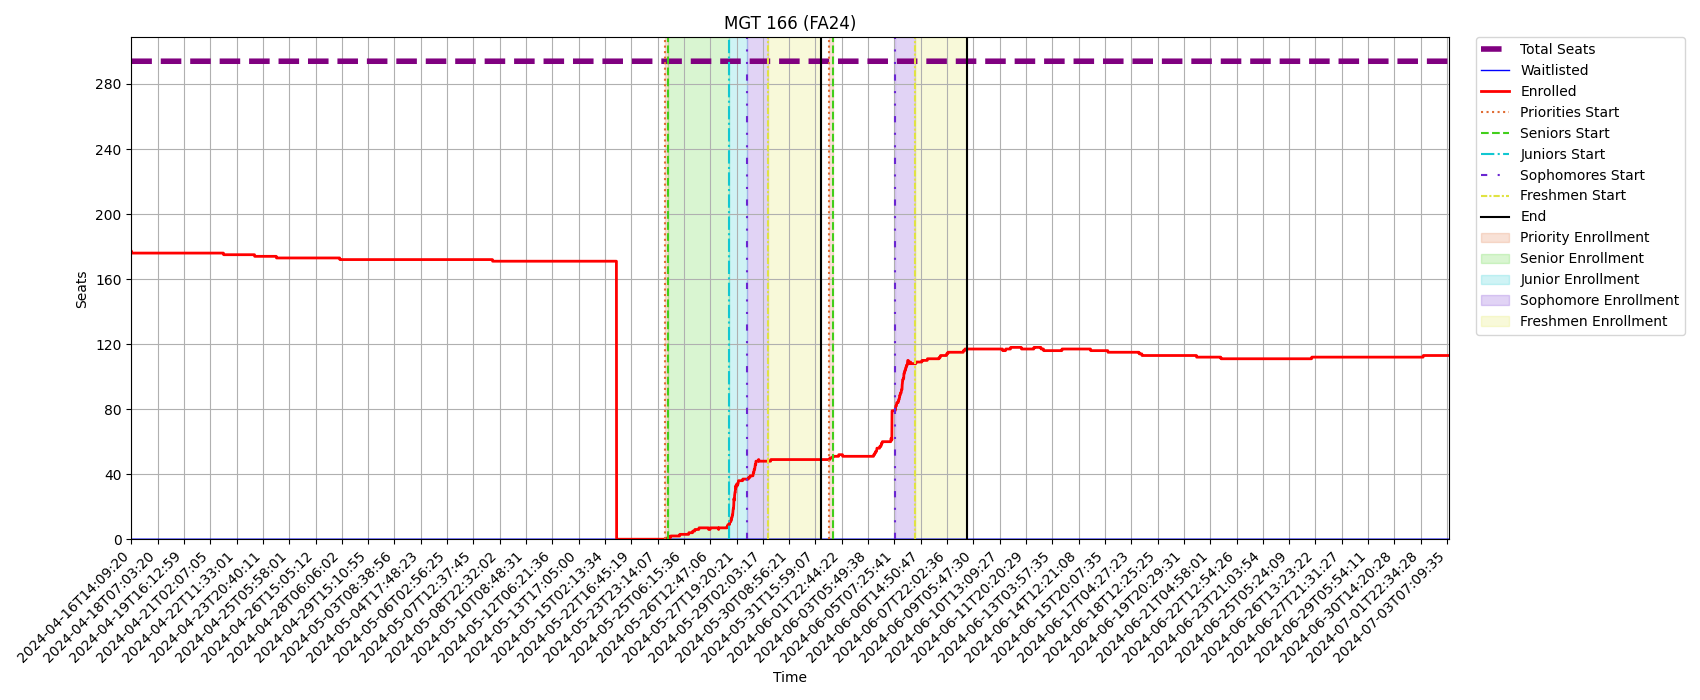 MGT 166 (FA24)
Total Seats
Waitlisted
Enrolled
Priorities Start
Seniors Start
Juniors Start
Sophomores Start
Freshmen Start
End
Priority Enrollment
Senior Enrollment
Junior Enrollment
Sophomore Enrollment
Freshmen Enrollment
Seats
280
240
200
160
120
80
40
0
2024-04-16T14:09:20
2024-04-18T07:03:20
2024-04-19T16:12:59
2024-04-21T02:07:05
2024-04-22T11:33:01
2024-04-23T20:40:11
2024-04-25T05:58:01
2024-04-26T15:05:12
2024-04-28T06:06:02
2024-04-29T15:10:55
2024-05-03T08:38:56
2024-05-04T17:48:23
2024-05-06T02:56:25
2024-05-07T12:37:45
2024-05-08T22:32:02
2024-05-10T08:48:31
2024-05-12T06:21:36
2024-05-13T17:05:00
2024-05-15T02:13:34
2024-05-22T16:45:19
2024-05-23T23:14:07
2024-05-25T06:15:36
2024-05-26T12:47:06
2024-05-27T19:20:21
2024-05-29T02:03:17
2024-05-30T08:56:21
2024-05-31T15:59:07
2024-06-01T22:44:22
2024-06-03T05:49:38
2024-06-05T07:25:41
2024-06-06T14:50:47
2024-06-07T22:02:36
2024-06-09T05:47:30
2024-06-10T13:09:27
2024-06-11T20:20:29
2024-06-13T03:57:35
2024-06-14T12:21:08
2024-06-15T20:07:35
2024-06-17T04:27:23
2024-06-18T12:25:25
2024-06-19T20:29:31
2024-06-21T04:58:01
2024-06-22T12:54:26
2024-06-23T21:03:54
2024-06-25T05:24:09
2024-06-26T13:23:22
2024-06-27T21:31:27
2024-06-29T05:54:11
2024-06-30T14:20:28
2024-07-01T22:34:28
2024-07-03T07:09:35
Time